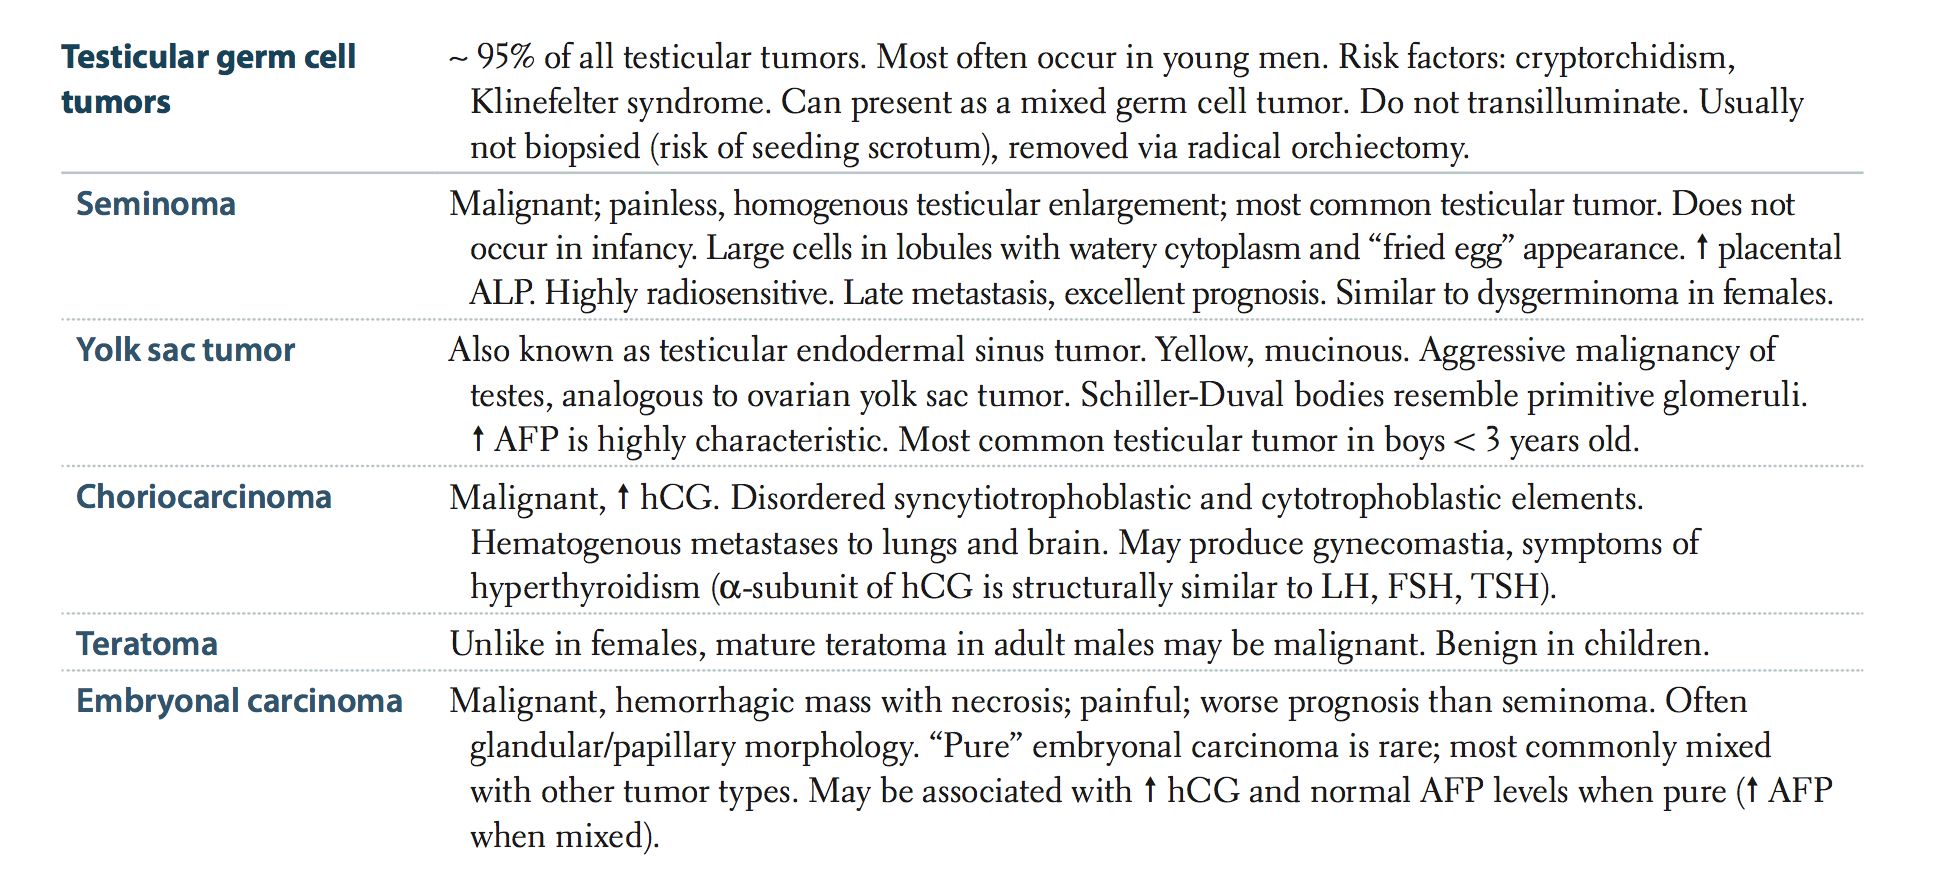 Testicular germ cell tumors
~ 95% of all testicular tumors. Most often occur in young men. Risk factors: cryptorchidism,
Klinefelter syndrome. Can present as a mixed germ cell tumor. Do not transilluminate. Usually
not biopsied (risk of seeding scrotum), removed via radical orchiectomy.
Seminoma
Malignant; painless, homogenous testicular enlargement; most common testicular tumor. Does not
occur in infancy. Large cells in lobules with watery cytoplasm and “fried egg” appearance. ↑ placental
ALP. Highly radiosensitive. Late metastasis, excellent prognosis. Similar to dysgerminoma in females.
Yolk sac tumor
Also known as testicular endodermal sinus tumor. Yellow, mucinous. Aggressive malignancy of
testes, analogous to ovarian yolk sac tumor. Schiller-Duval bodies resemble primitive glomeruli.
↑ AFP is highly characteristic. Most common testicular tumor in boys < 3 years old.
Choriocarcinoma
Malignant, ↑ hCG. Disordered syncytiotrophoblastic and cytotrophoblastic elements.
Hematogenous metastases to lungs and brain. May produce gynecomastia, symptoms of
hyperthyroidism (α-subunit of hCG is structurally similar to LH, FSH, TSH).
Teratoma
Unlike in females, mature teratoma in adult males may be malignant. Benign in children.
Embryonal carcinoma
Malignant, hemorrhagic mass with necrosis; painful; worse prognosis than seminoma. Often
glandular/papillary morphology. “Pure” embryonal carcinoma is rare; most commonly mixed
with other tumor types. May be associated with ↑ hCG and normal AFP levels when pure (↑ AFP
when mixed).